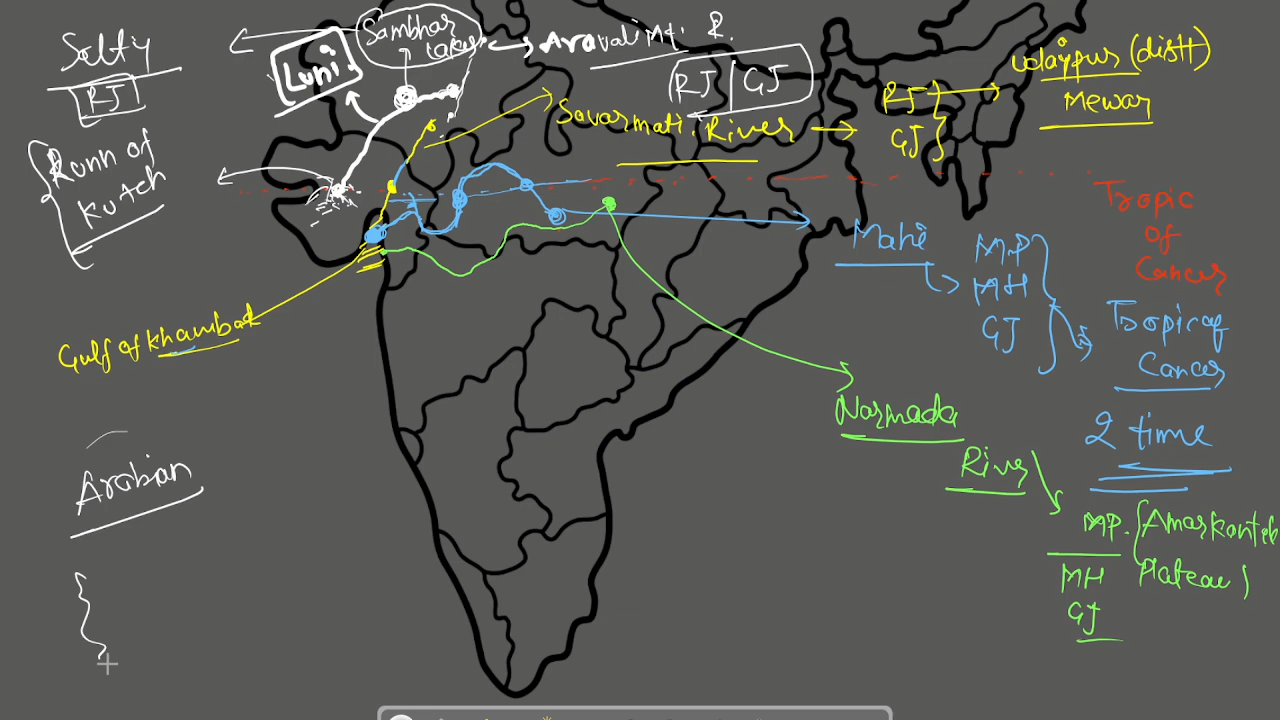 Salty
RJ
Rann of
kutch
Luni
Sambhar
Lake
Aravali Mt. R.
RJ | GJ
Savarmati River
RJ
GJ
Udaipur (distt)
Mewar
Tropic
of
Cancer
Mahi
MP
MH
GJ
Tropic of
Cancer
2 time
Gulf of Khambat
Narmada
River
MP. (Amarkantak
Plateau)
MH
GJ
Arabian